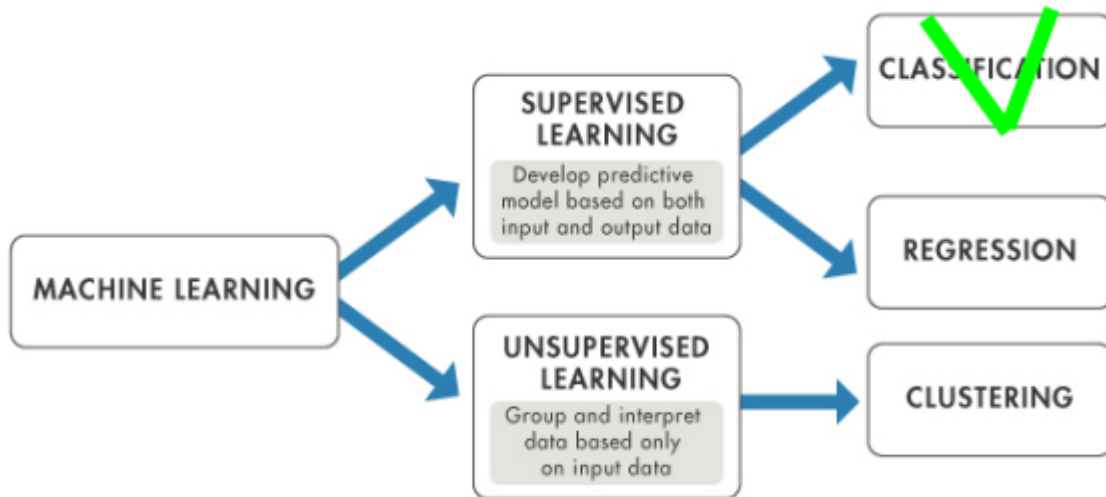 MACHINE LEARNING
SUPERVISED
LEARNING
Develop predictive
model based on both
input and output data
UNSUPERVISED
LEARNING
Group and interpret
data based only
on input data
CLASSIFICATION
REGRESSION
CLUSTERING